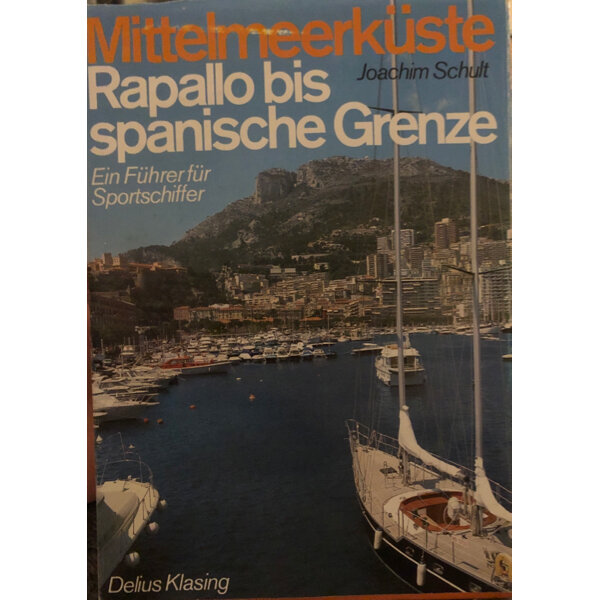 Mittelmeerküste
Joachim Schult
Rapallo bis
spanische Grenze
Ein Führer für
Sportschiffer
Delius Klasing